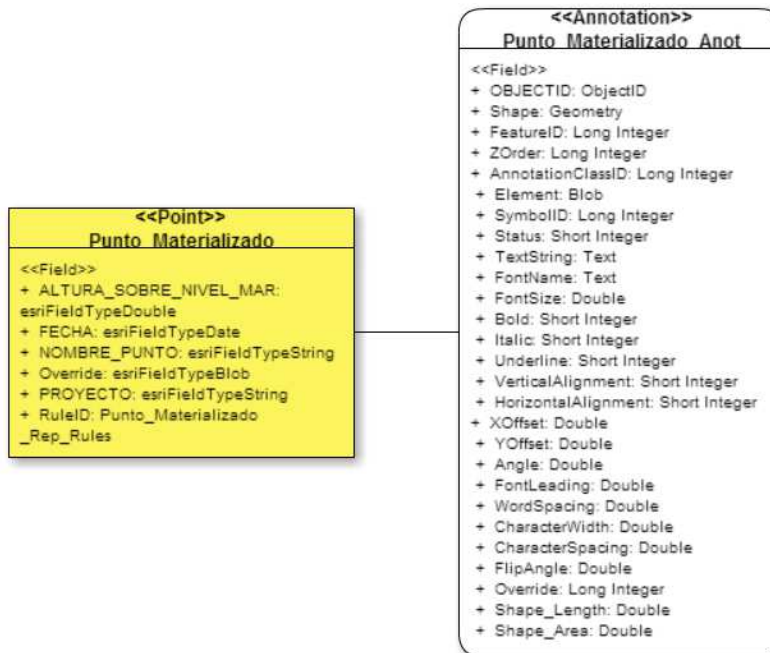 <<Point>>
Punto_Materializado
<<Field>>
+ ALTURA_SOBRE_NIVEL_MAR:
esriFieldTypeDouble
+ FECHA: esriFieldTypeDate
+ NOMBRE_PUNTO: esriFieldTypeString
+ Override: esriFieldTypeBlob
+ PROYECTO: esriFieldTypeString
+ RuleID: Punto_Materializado
_Rep_Rules
<<Annotation>>
Punto_Materializado_Anot
<<Field>>
+ OBJECTID: ObjectID
+ Shape: Geometry
+ FeatureID: Long Integer
+ ZOrder: Long Integer
+ AnnotationClassID: Long Integer
+ Element: Blob
+ SymbolID: Long Integer
+ Status: Short Integer
+ TextString: Text
+ FontName: Text
+ FontSize: Double
+ Bold: Short Integer
+ Italic: Short Integer
+ Underline: Short Integer
+ VerticalAlignment: Short Integer
+ HorizontalAlignment: Short Integer
+ XOffset: Double
+ YOffset: Double
+ Angle: Double
+ FontLeading: Double
+ WordSpacing: Double
+ CharacterWidth: Double
+ CharacterSpacing: Double
+ FlipAngle: Double
+ Override: Long Integer
+ Shape_Length: Double
+ Shape_Area: Double